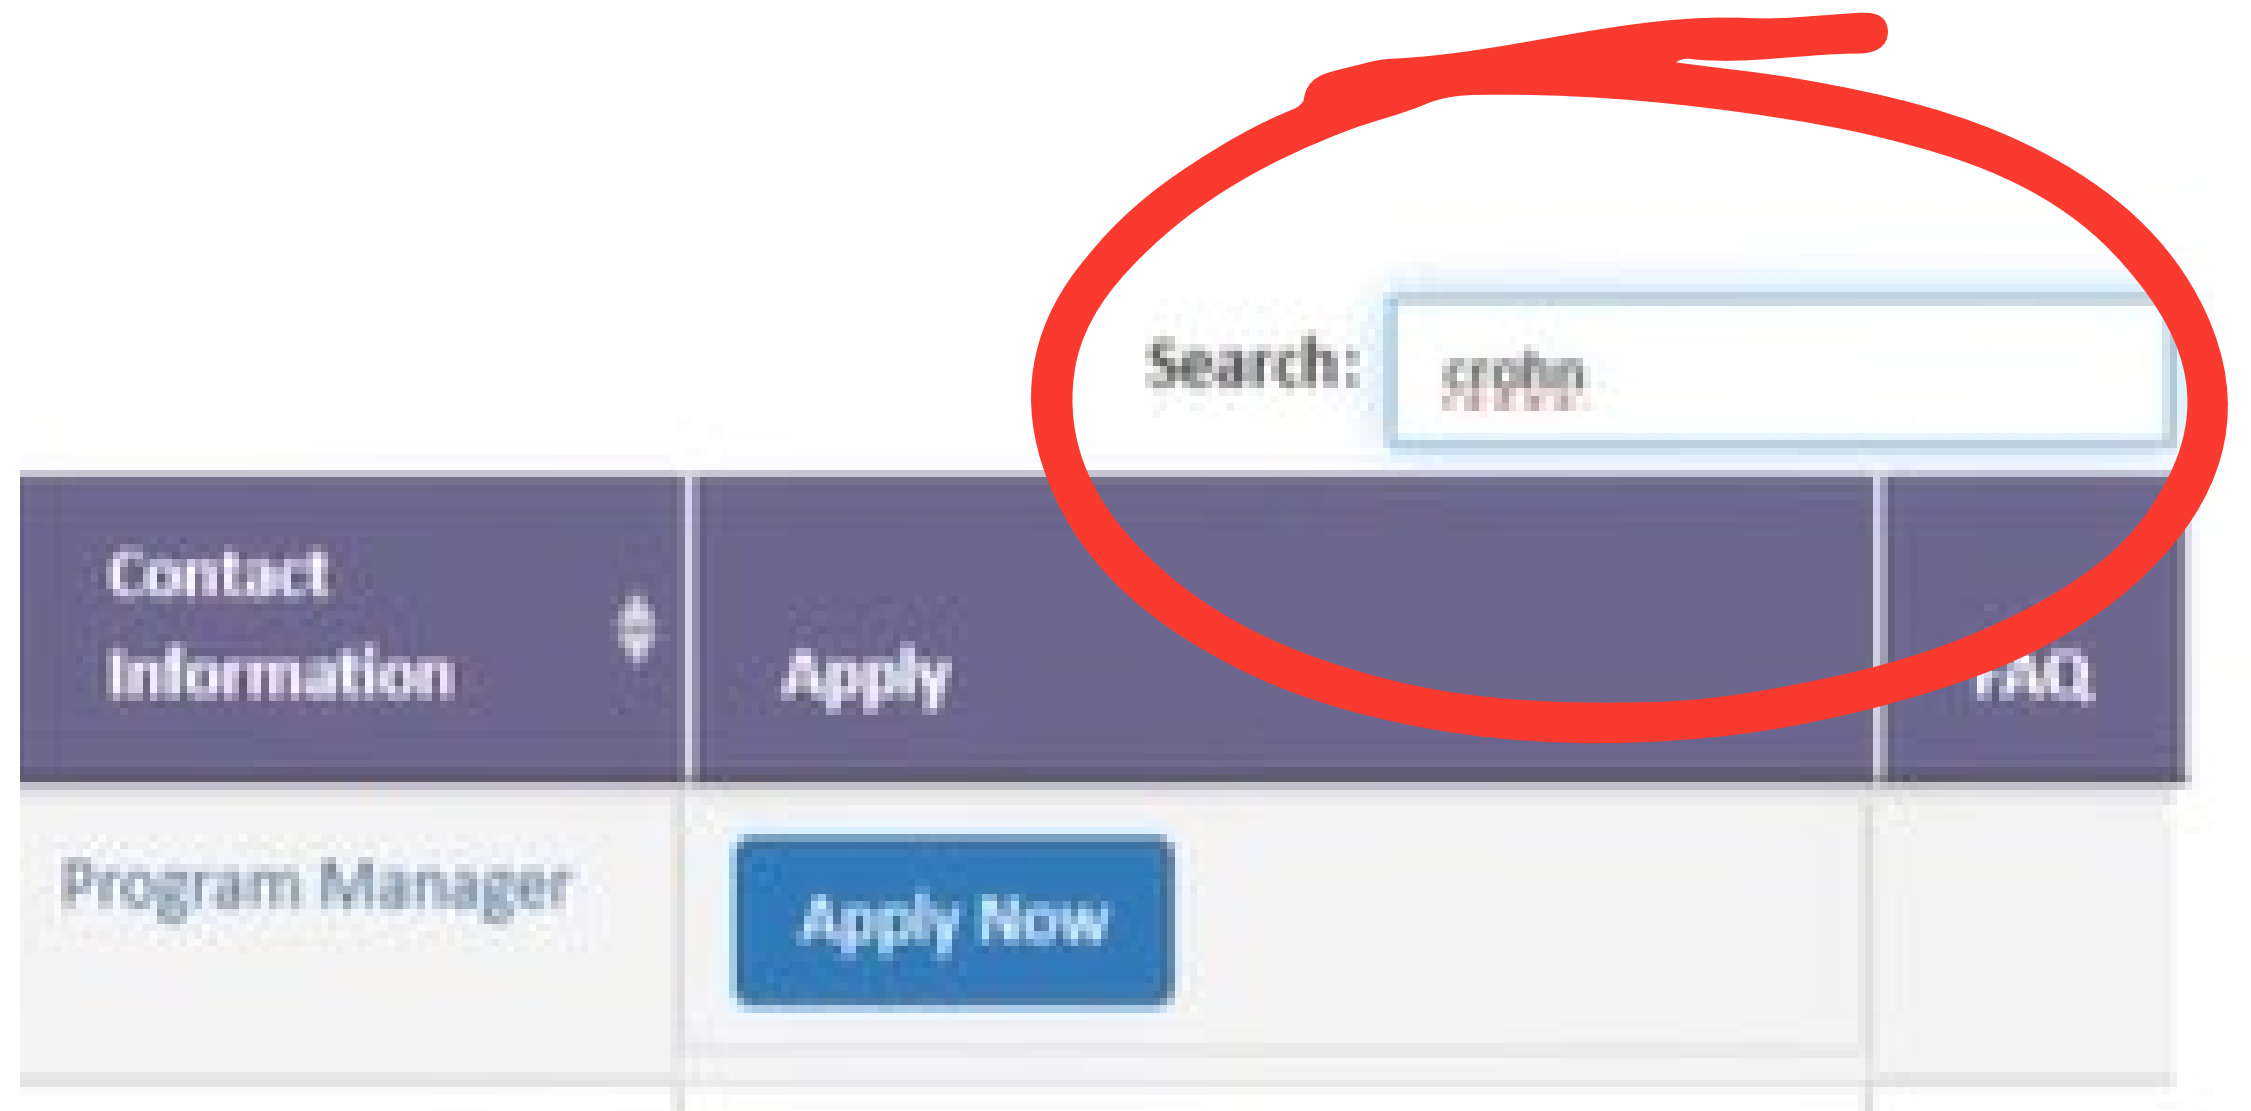 Search: crohn
Contact
Information
Apply
FAQ
Program Manager
Apply Now